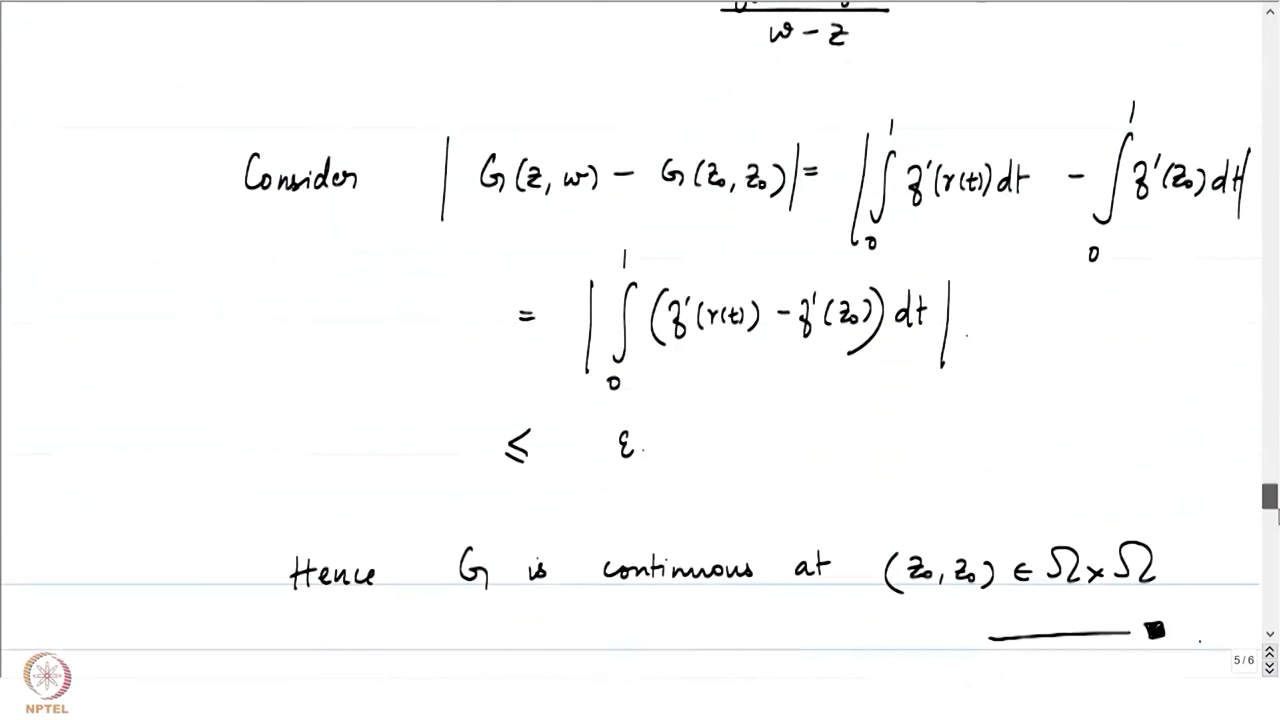 w - z
Consider | G(z, w) - G(z₀, z₀)| = | ∫₀¹ f'(γ(t)) dt - ∫₀¹ f'(z₀) dt |
= | ∫₀¹ (f'(γ(t)) - f'(z₀)) dt | .
≤ ε.
Hence G is continuous at (z₀, z₀) ∈ Ω × Ω
5 / 6
NPTEL